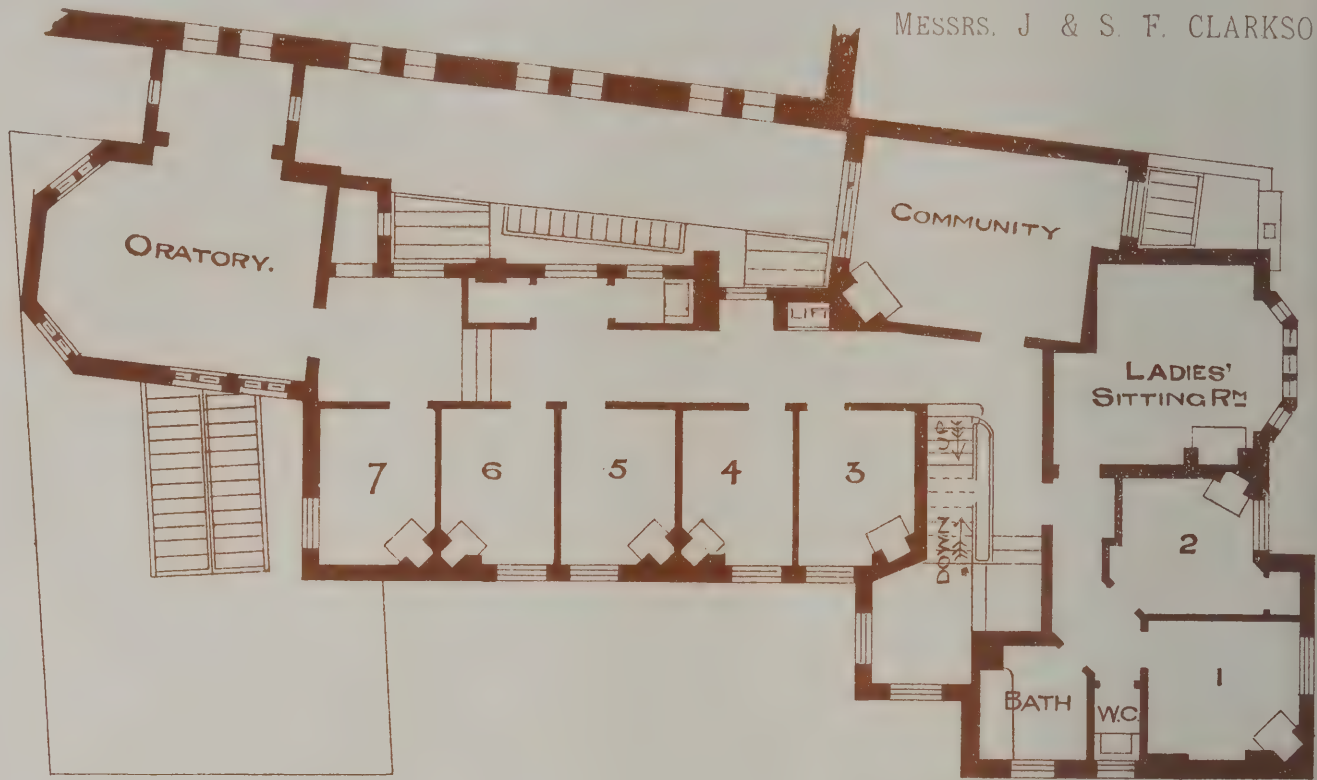 MESSRS. J & S. F. CLARKSO
ORATORY.
COMMUNITY
LIFT
LADIES'
SITTING RM
7
6
5
4
3
UP
DOWN
2
1
BATH
W.C.